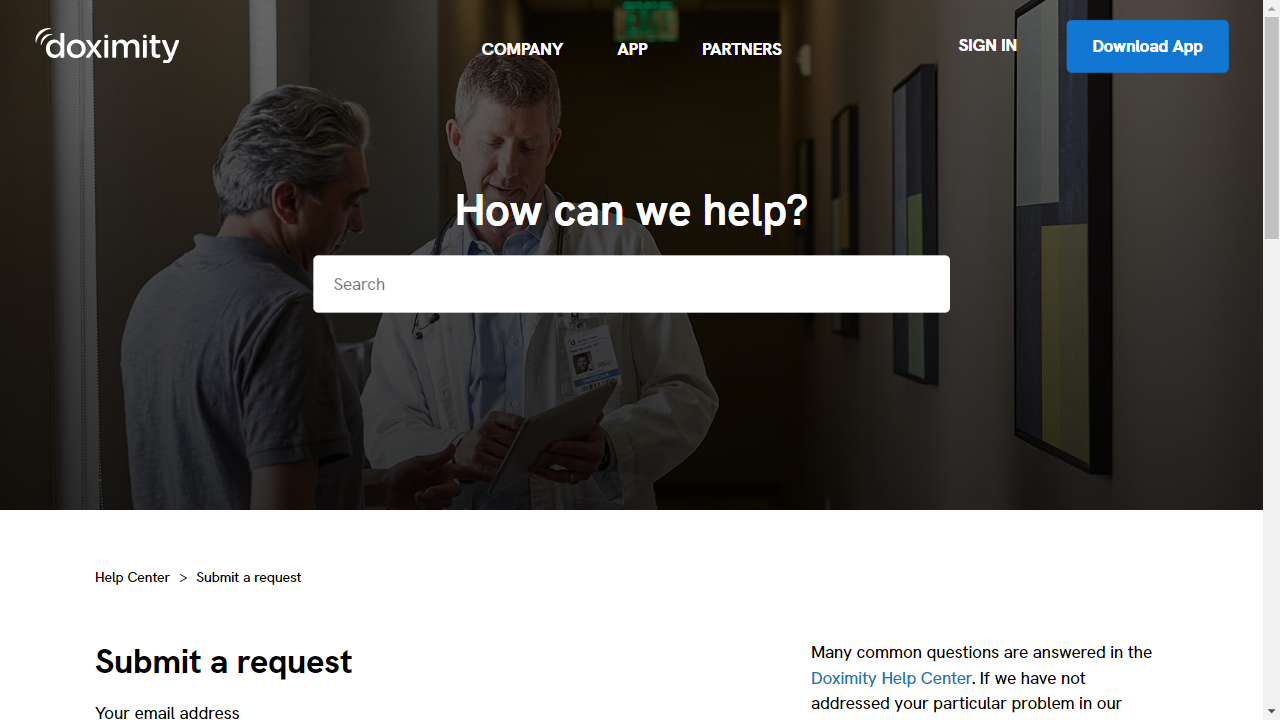 doximity
COMPANY
APP
PARTNERS
SIGN IN
Download App
EXIT
How can we help?
Search
Help Center > Submit a request
Submit a request
Your email address
Many common questions are answered in the
Doximity Help Center. If we have not
addressed your particular problem in our